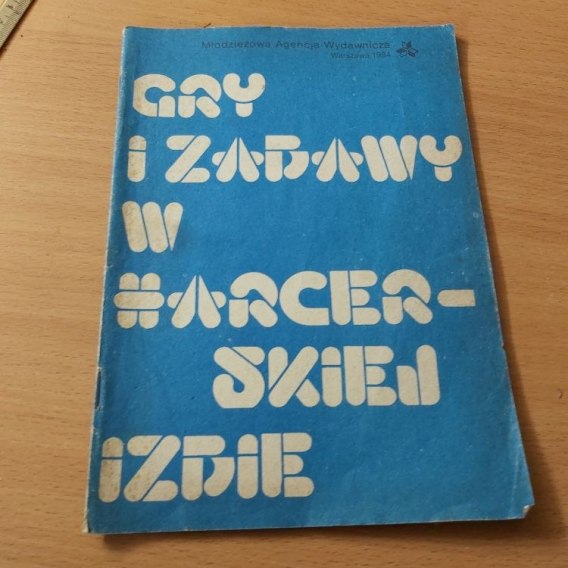 Młodzieżowa Agencja Wydawnicza
Warszawa 1984
GRY
i ZABAWY
W
HARCER-
SKiEJ
iZBiE